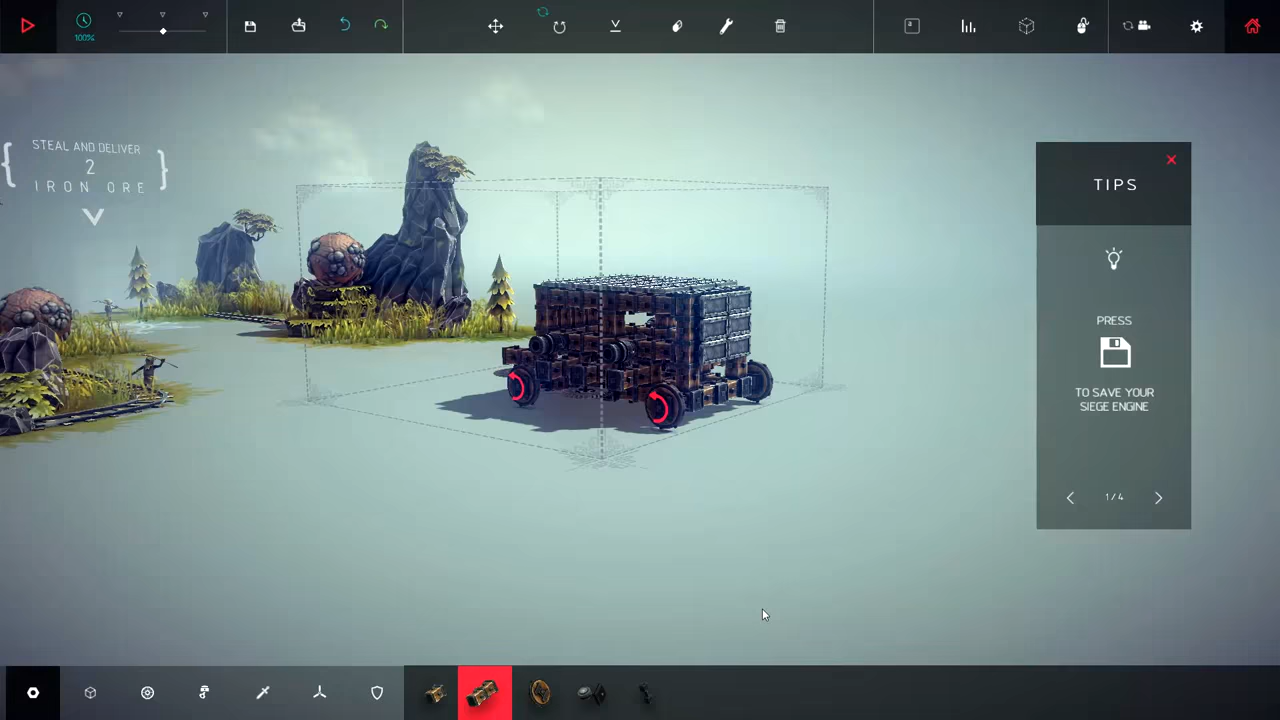 100%
STEAL AND DELIVER
2
IRON ORE
TIPS
PRESS
TO SAVE YOUR
SIEGE ENGINE
1/4